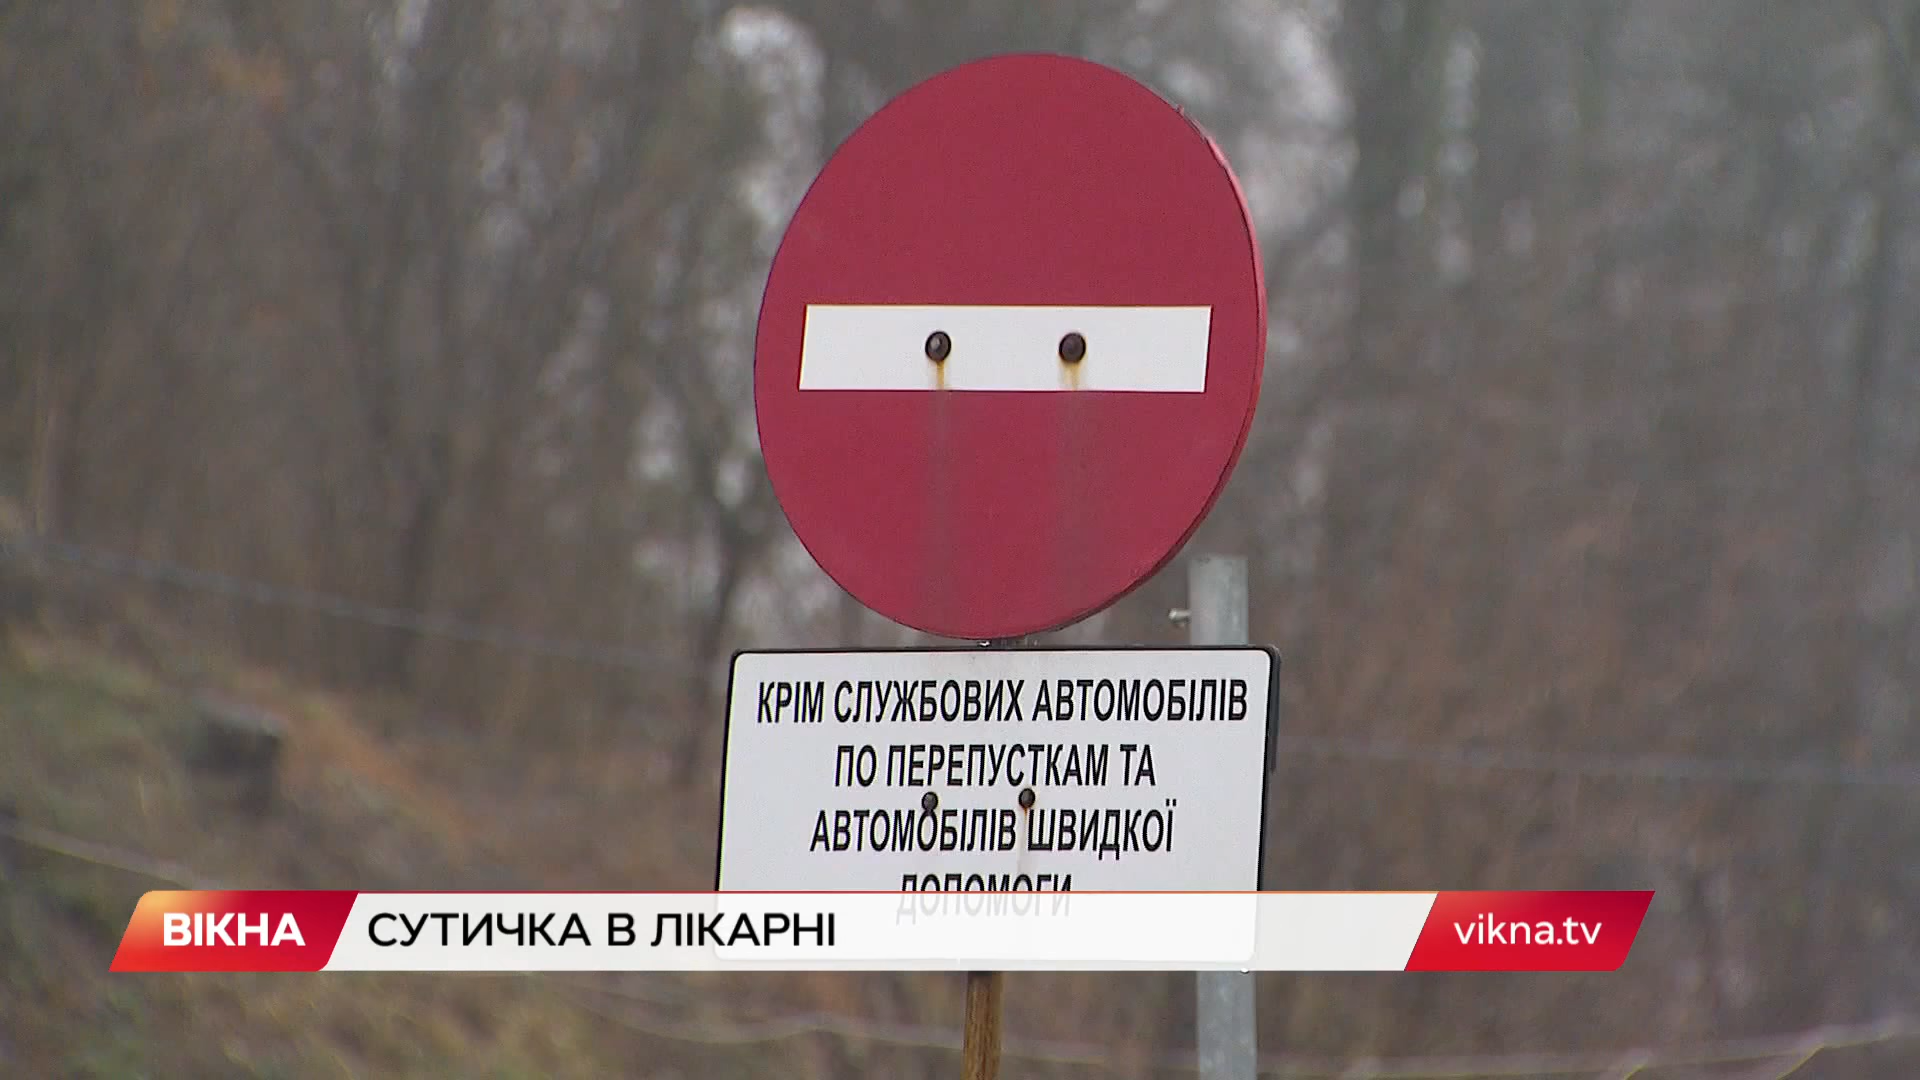 КРІМ СЛУЖБОВИХ АВТОМОБІЛІВ
ПО ПЕРЕПУСТКАМ ТА
АВТОМОБІЛІВ ШВИДКОЇ
ДОПОМОГИ
ВІКНА СУТИЧКА В ЛІКАРНІ vikna.tv